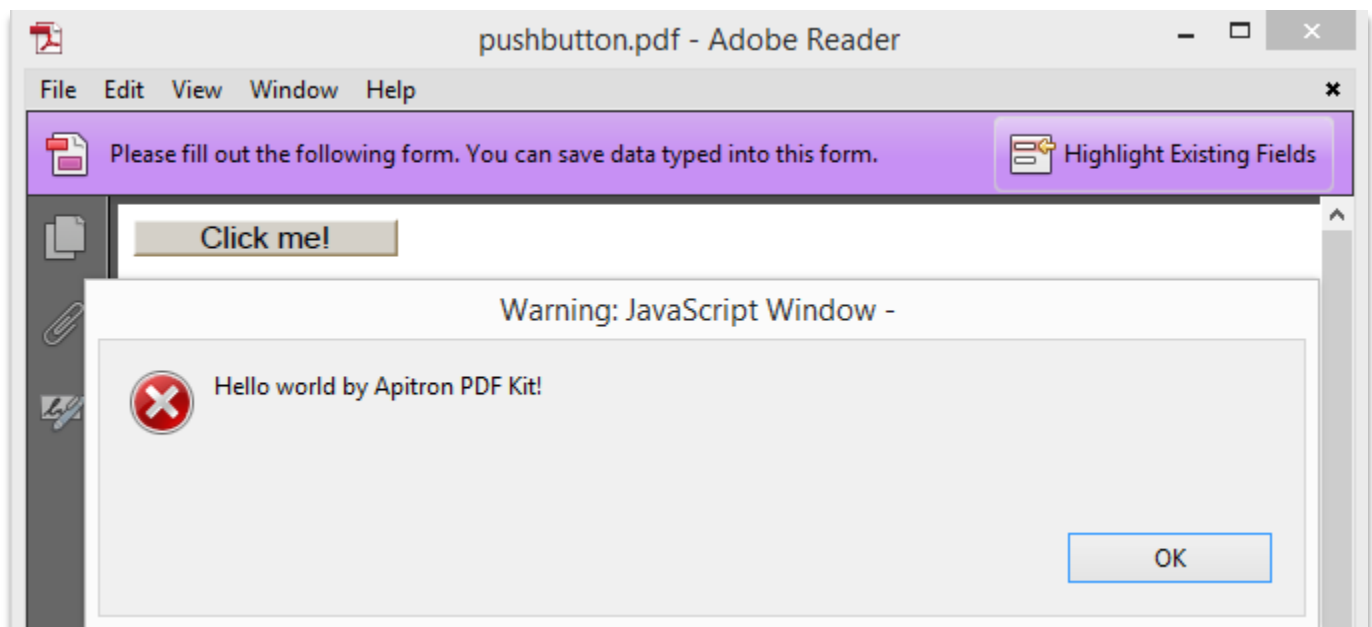 pushbutton.pdf - Adobe Reader
File Edit View Window Help
Please fill out the following form. You can save data typed into this form. Highlight Existing Fields
Click me!
Warning: JavaScript Window -
Hello world by Apitron PDF Kit!
OK